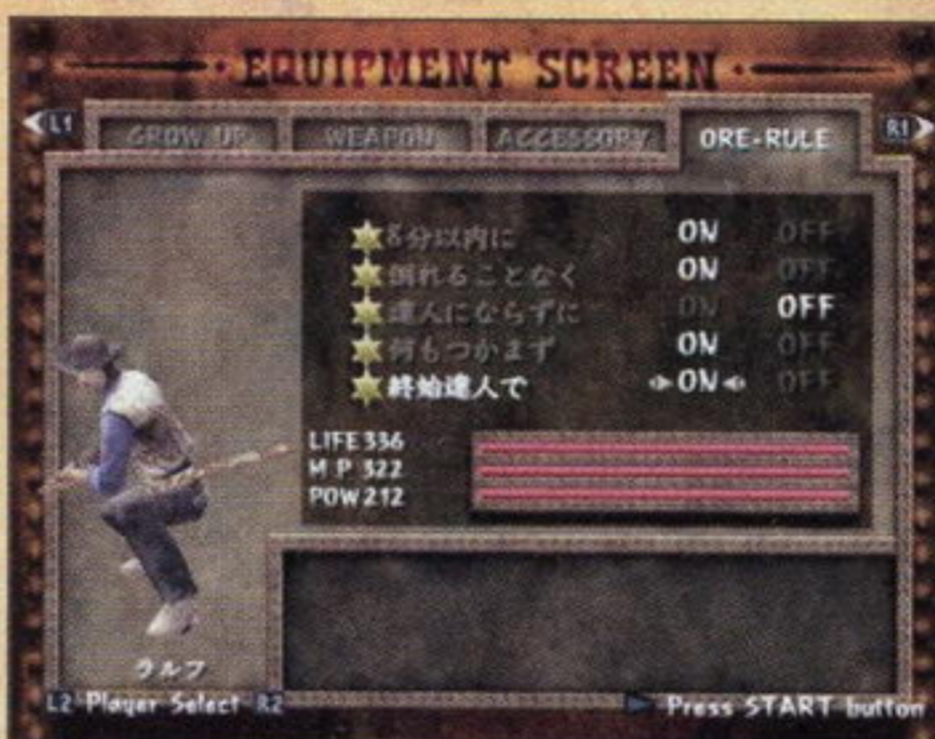 EQUIPMENT SCREEN
L1 GROW UP WEAPON ACCESSORY ORE-RULE R1
8分以内に ON OFF
倒れることなく ON OFF
達人にならずに ON OFF
何もつかまず ON OFF
終始達人で ON OFF
LIFE 336
M P 322
POW 212
ラルフ
L2 Player Select R2 Press START button